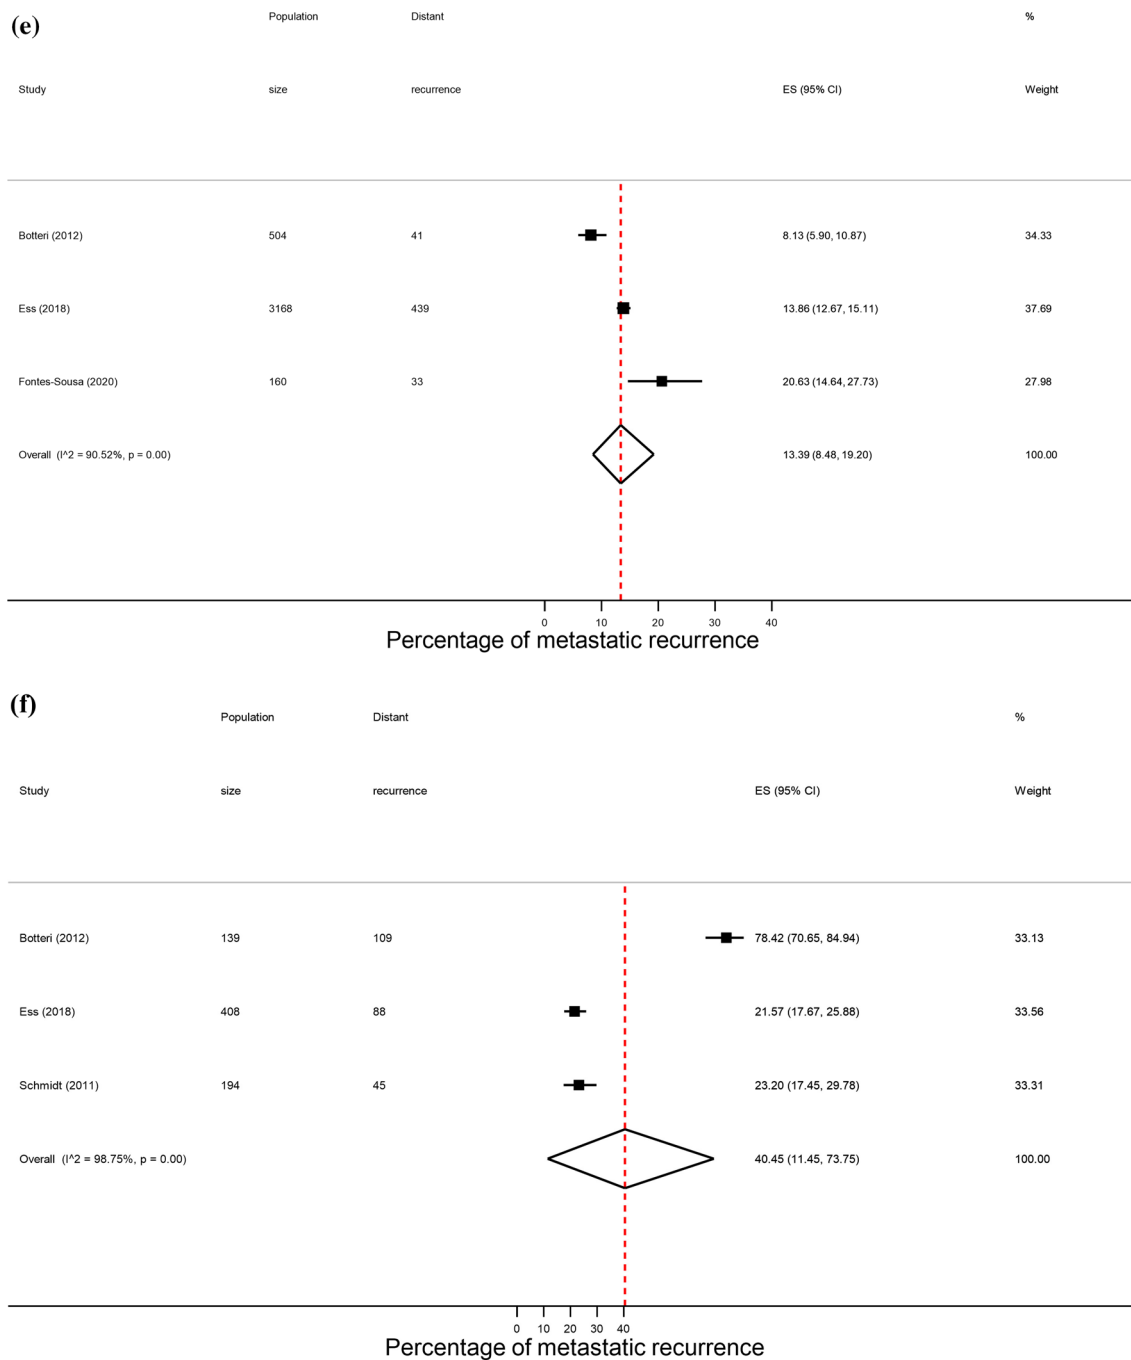 (e)
Population Distant %
Study size recurrence ES (95% CI) Weight
Botteri (2012) 504 41 8.13 (5.90, 10.87) 34.33
Ess (2018) 3168 439 13.86 (12.67, 15.11) 37.69
Fontes-Sousa (2020) 160 33 20.63 (14.64, 27.73) 27.98
Overall (I^2 = 90.52%, p = 0.00) 13.39 (8.48, 19.20) 100.00
0 10 20 30 40
Percentage of metastatic recurrence
(f)
Population Distant %
Study size recurrence ES (95% CI) Weight
Botteri (2012) 139 109 78.42 (70.65, 84.94) 33.13
Ess (2018) 408 88 21.57 (17.67, 25.88) 33.56
Schmidt (2011) 194 45 23.20 (17.45, 29.78) 33.31
Overall (I^2 = 98.75%, p = 0.00) 40.45 (11.45, 73.75) 100.00
0 10 20 30 40
Percentage of metastatic recurrence